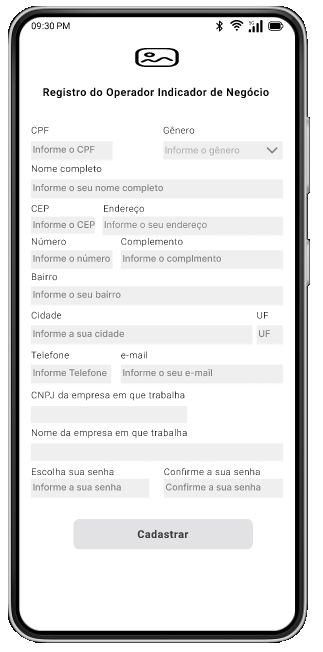 09:30 PM
Registro do Operador Indicador de Negócio
CPF Gênero
Informe o CPF Informe o gênero
Nome completo
Informe o seu nome completo
CEP Endereço
Informe o CEP Informe o seu endereço
Número Complemento
Informe o número Informe o complmento
Bairro
Informe o seu bairro
Cidade UF
Informe a sua cidade UF
Telefone e-mail
Informe Telefone Informe o seu e-mail
CNPJ da empresa em que trabalha
Nome da empresa em que trabalha
Escolha sua senha Confirme a sua senha
Informe a sua senha Confirme a sua senha
Cadastrar